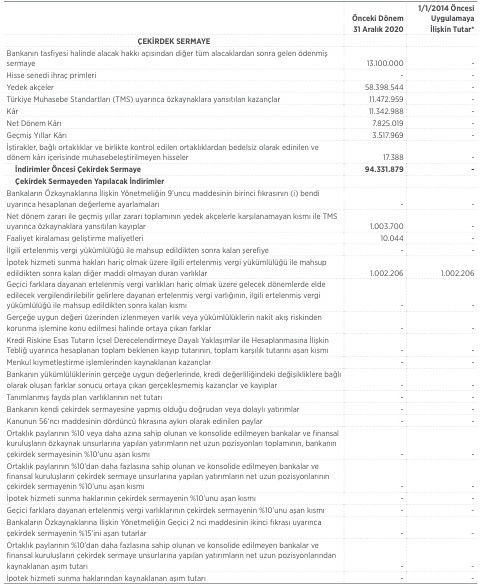 1/1/2014 Öncesi
Önceki Dönem Uygulamaya
31 Aralık 2020 İlişkin Tutar*
ÇEKİRDEK SERMAYE
Bankanın tasfiyesi halinde alacak hakkı açısından diğer tüm alacaklardan sonra gelen ödenmiş
sermaye 13.100.000 -
Hisse senedi ihraç primleri - -
Yedek akçeler 58.398.544 -
Türkiye Muhasebe Standartları (TMS) uyarınca özkaynaklara yansıtılan kazançlar 11.472.959 -
Kâr 11.342.988 -
Net Dönem Kârı 7.825.019 -
Geçmiş Yıllar Kârı 3.517.969 -
İştirakler, bağlı ortaklıklar ve birlikte kontrol edilen ortaklıklardan bedelsiz olarak edinilen ve
dönem kârı içerisinde muhasebeleştirilmeyen hisseler 17.388 -
İndirimler Öncesi Çekirdek Sermaye 94.331.879 -
Çekirdek Sermayeden Yapılacak İndirimler
Bankaların Özkaynaklarına İlişkin Yönetmeliğin 9'uncu maddesinin birinci fıkrasının (i) bendi
uyarınca hesaplanan değerleme ayarlamaları - -
Net dönem zararı ile geçmiş yıllar zararı toplamının yedek akçelerle karşılanamayan kısmı ile TMS
uyarınca özkaynaklara yansıtılan kayıplar 1.003.700 -
Faaliyet kiralaması geliştirme maliyetleri 10.044 -
İlgili ertelenmiş vergi yükümlülüğü ile mahsup edildikten sonra kalan şerefiye - -
İpotek hizmeti sunma hakları hariç olmak üzere ilgili ertelenmiş vergi yükümlülüğü ile mahsup
edildikten sonra kalan diğer maddi olmayan duran varlıklar 1.002.206 1.002.206
Geçici farklara dayanan ertelenmiş vergi varlıkları hariç olmak üzere gelecek dönemlerde elde
edilecek vergilendirilebilir gelirlere dayanan ertelenmiş vergi varlığının, ilgili ertelenmiş vergi
yükümlülüğü ile mahsup edildikten sonra kalan kısmı - -
Gerçeğe uygun değeri üzerinden izlenmeyen varlık veya yükümlülüklerin nakit akış riskinden
korunma işlemine konu edilmesi halinde ortaya çıkan farklar - -
Kredi Riskine Esas Tutarın İçsel Derecelendirmeye Dayalı Yaklaşımlar ile Hesaplanmasına İlişkin
Tebliğ uyarınca hesaplanan toplam beklenen kayıp tutarının, toplam karşılık tutarını aşan kısmı - -
Menkul kıymetleştirme işlemlerinden kaynaklanan kazançlar - -
Bankanın yükümlülüklerinin gerçeğe uygun değerlerinde, kredi değerliliğindeki değişikliklere bağlı
olarak oluşan farklar sonucu ortaya çıkan gerçekleşmemiş kazançlar ve kayıplar - -
Tanımlanmış fayda plan varlıklarının net tutarı - -
Bankanın kendi çekirdek sermayesine yapmış olduğu doğrudan veya dolaylı yatırımlar - -
Kanunun 56'ncı maddesinin dördüncü fıkrasına aykırı olarak edinilen paylar - -
Ortaklık paylarının %10 veya daha azına sahip olunan ve konsolide edilmeyen bankalar ve finansal
kuruluşların özkaynak unsurlarına yapılan yatırımların net uzun pozisyonları toplamının, bankanın
çekirdek sermayesinin %10'unu aşan kısmı - -
Ortaklık paylarının %10'dan daha fazlasına sahip olunan ve konsolide edilmeyen bankalar ve
finansal kuruluşların çekirdek sermaye unsurlarına yapılan yatırımların net uzun pozisyonlarının
çekirdek sermayenin %10'unu aşan kısmı - -
İpotek hizmeti sunma haklarının çekirdek sermayenin %10'unu aşan kısmı - -
Geçici farklara dayanan ertelenmiş vergi varlıklarının çekirdek sermayenin %10'unu aşan kısmı - -
Bankaların Özkaynaklarına İlişkin Yönetmeliğin Geçici 2 nci maddesinin ikinci fıkrası uyarınca
çekirdek sermayenin %15'ini aşan tutarlar - -
Ortaklık paylarının %10'dan daha fazlasına sahip olunan ve konsolide edilmeyen bankalar ve
finansal kuruluşların çekirdek sermaye unsurlarına yapılan yatırımların net uzun pozisyonlarından
kaynaklanan aşım tutarı - -
İpotek hizmeti sunma haklarından kaynaklanan aşım tutarı - -